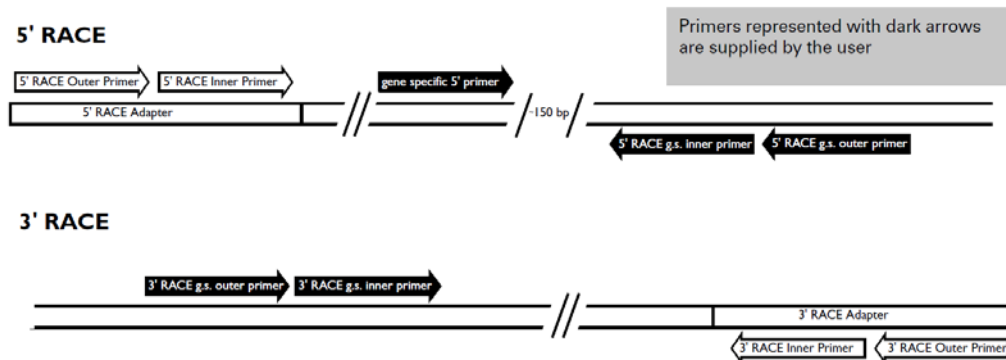 5' RACE
Primers represented with dark arrows
are supplied by the user
5' RACE Outer Primer
5' RACE Inner Primer
gene specific 5' primer
5' RACE Adapter
~150 bp
5' RACE g.s. inner primer
5' RACE g.s. outer primer
3' RACE
3' RACE g.s. outer primer
3' RACE g.s. inner primer
3' RACE Adapter
3' RACE Inner Primer
3' RACE Outer Primer